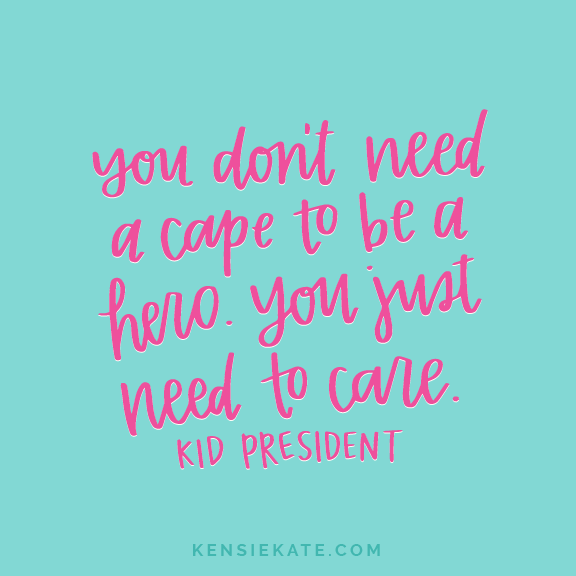 you don't need
a cape to be a
hero. you just
need to care.
KID PRESIDENT
KENSIEKATE.COM